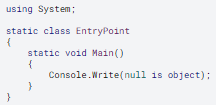 using System;
static class EntryPoint
{
    static void Main()
    {
        Console.Write(null is object);
    }
}